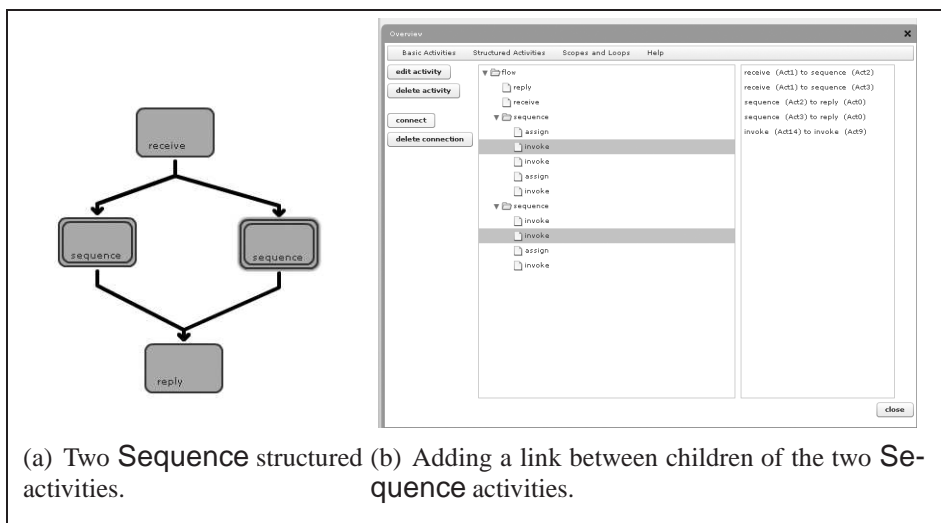 receive
sequence
sequence
reply
Overview
Basic Activities Structured Activities Scopes and Loops Help
edit activity
delete activity
connect
delete connection
flow
reply
receive
sequence
assign
invoke
invoke
assign
invoke
sequence
invoke
invoke
assign
invoke
receive (Act1) to sequence (Act2)
receive (Act1) to sequence (Act3)
sequence (Act2) to reply (Act0)
sequence (Act3) to reply (Act0)
invoke (Act14) to invoke (Act9)
close
(a) Two Sequence structured
activities.
(b) Adding a link between children of the two Se-
quence activities.